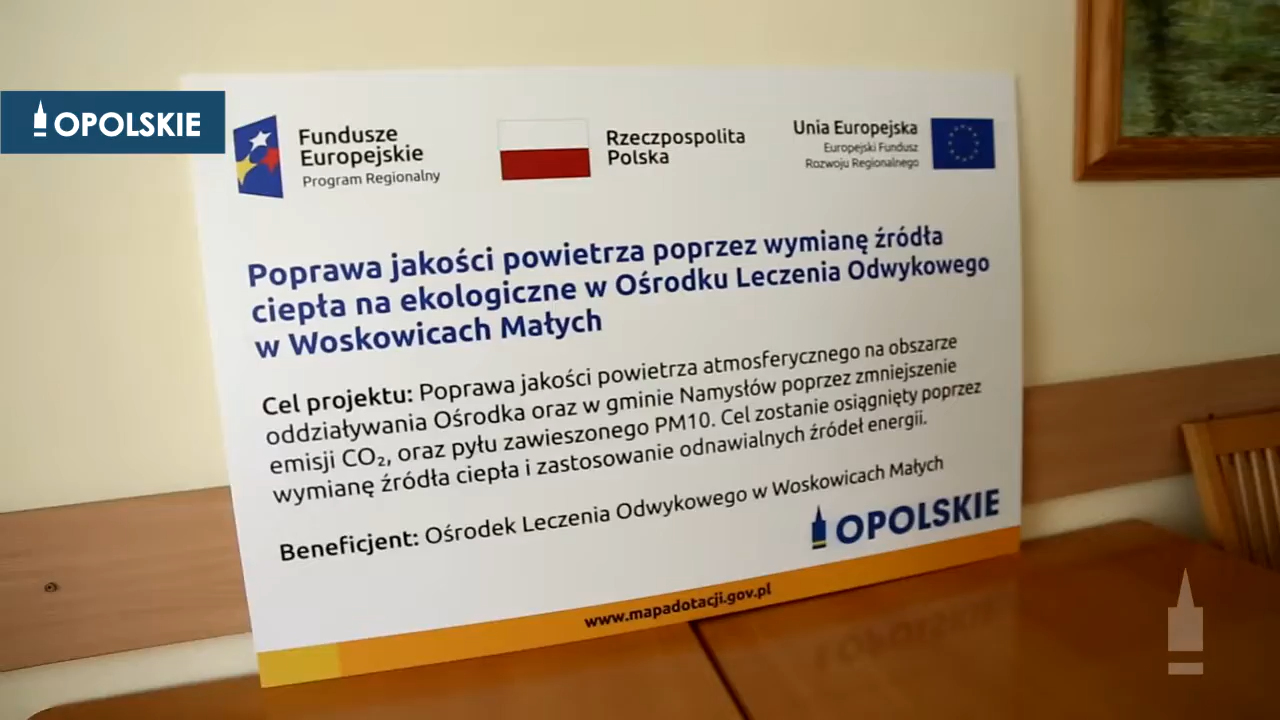 OPOLSKIE
Fundusze
Europejskie
Program Regionalny
Rzeczpospolita
Polska
Unia Europejska
Europejski Fundusz
Rozwoju Regionalnego
Poprawa jakości powietrza poprzez wymianę źródła
ciepła na ekologiczne w Ośrodku Leczenia Odwykowego
w Woskowicach Małych
Cel projektu: Poprawa jakości powietrza atmosferycznego na obszarze
oddziaływania Ośrodka oraz w gminie Namysłów poprzez zmniejszenie
emisji CO₂, oraz pyłu zawieszonego PM10. Cel zostanie osiągnięty poprzez
wymianę źródła ciepła i zastosowanie odnawialnych źródeł energii.
Beneficjent: Ośrodek Leczenia Odwykowego w Woskowicach Małych
OPOLSKIE
www.mapadotacji.gov.pl